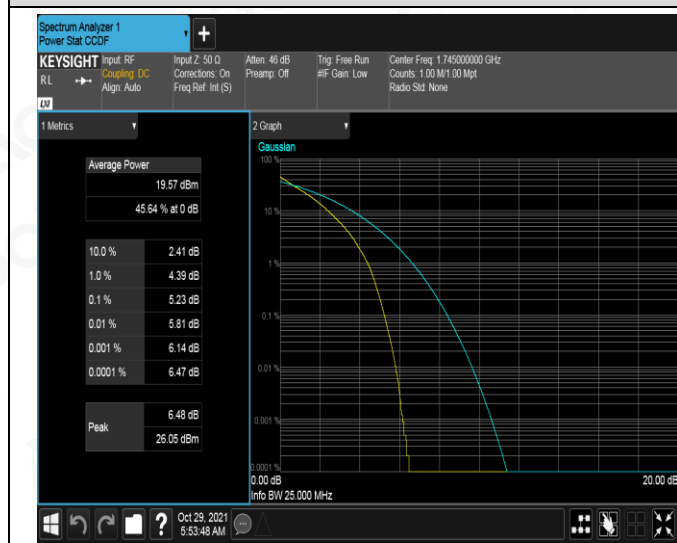 Spectrum Analyzer 1
Power Stat CCDF
+
KEYSIGHT Input: RF Input Z: 50 Ω Atten: 46 dB Trig: Free Run Center Freq: 1.745000000 GHz
RL Coupling: DC Corrections: On Preamp: Off #IF Gain: Low Counts: 1.00 M/1.00 Mpt
Align: Auto Freq Ref: Int (S) Radio Std: None
LXI
1 Metrics
Average Power
19.57 dBm
45.64 % at 0 dB
10.0 % 2.41 dB
1.0 % 4.39 dB
0.1 % 5.23 dB
0.01 % 5.81 dB
0.001 % 6.14 dB
0.0001 % 6.47 dB
Peak 6.48 dB
26.05 dBm
2 Graph
Gaussian
100 %
10 %
1 %
0.1 %
0.01 %
0.001 %
0.0001 %
0.00 dB 20.00 dB
Info BW 25.000 MHz
? Oct 29, 2021
5:53:48 AM